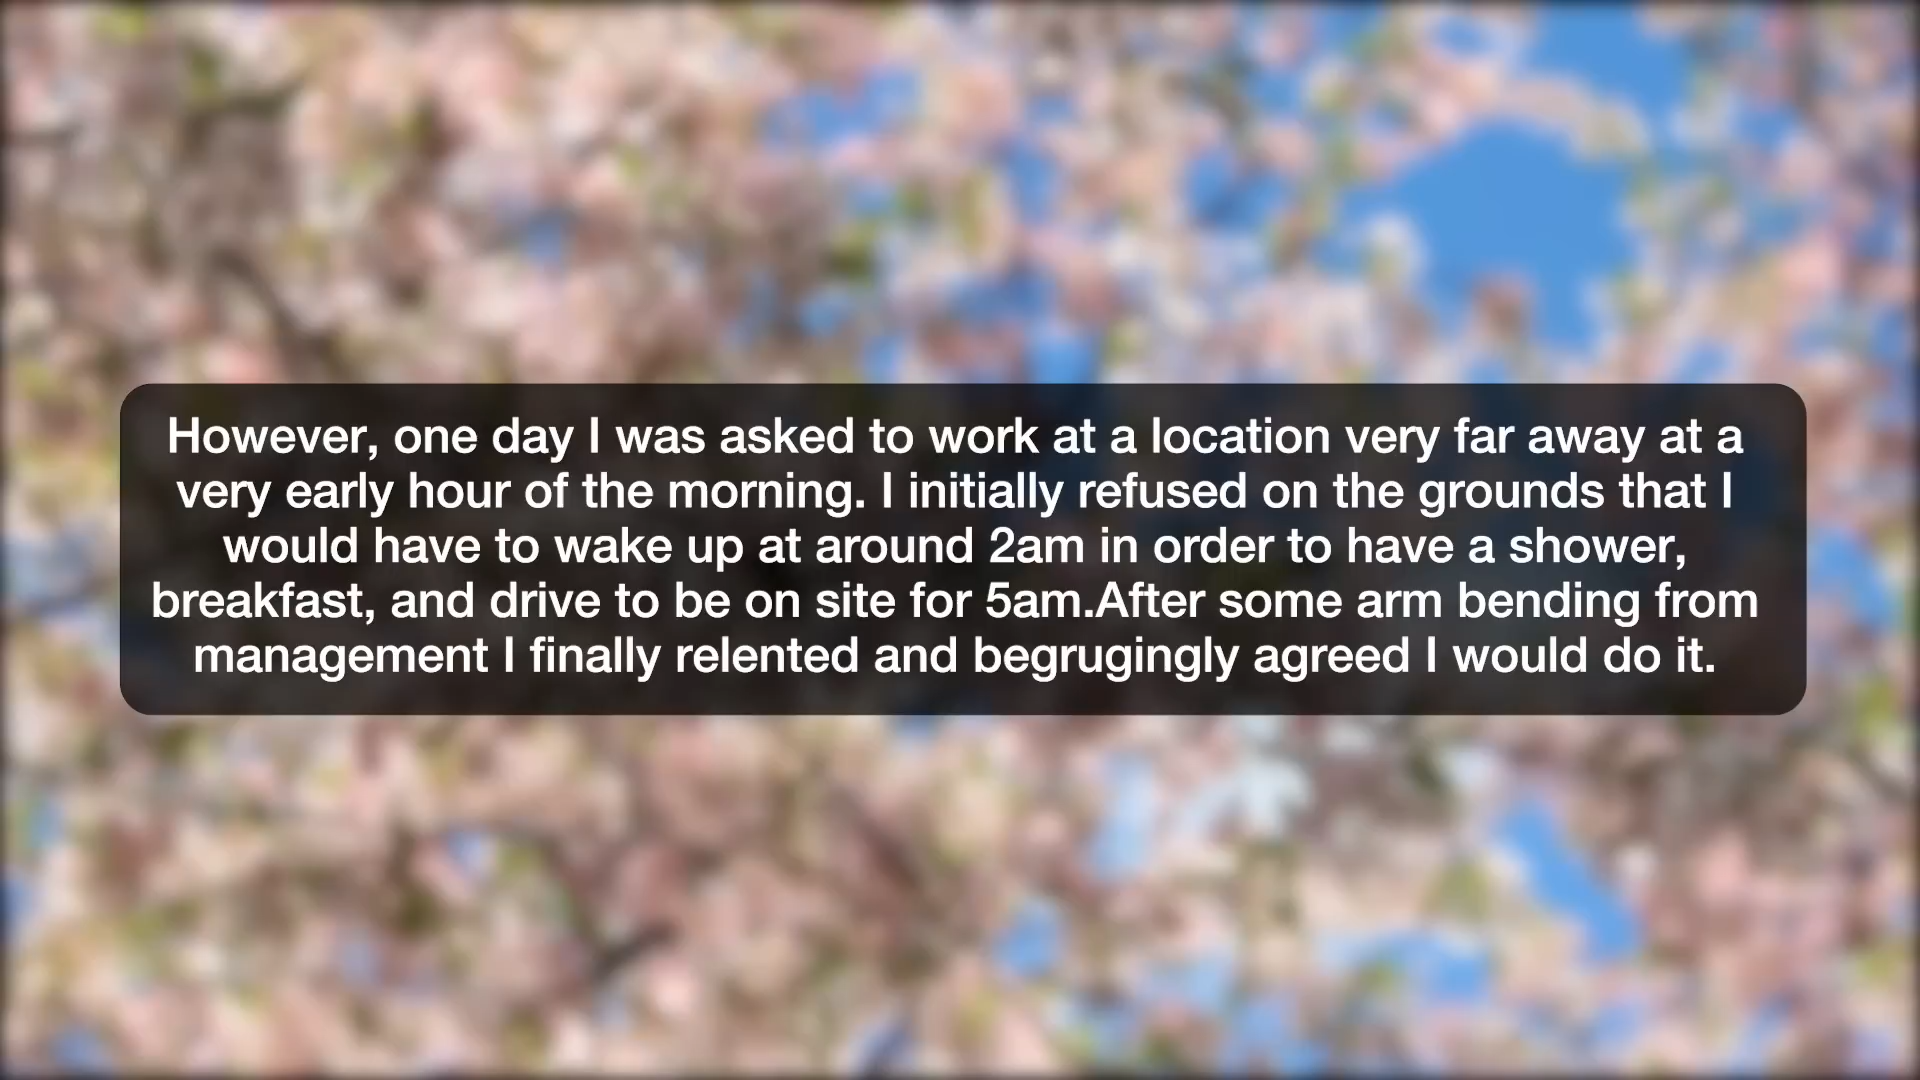 However, one day I was asked to work at a location very far away at a
very early hour of the morning. I initially refused on the grounds that I
would have to wake up at around 2am in order to have a shower,
breakfast, and drive to be on site for 5am.After some arm bending from
management I finally relented and begrugingly agreed I would do it.